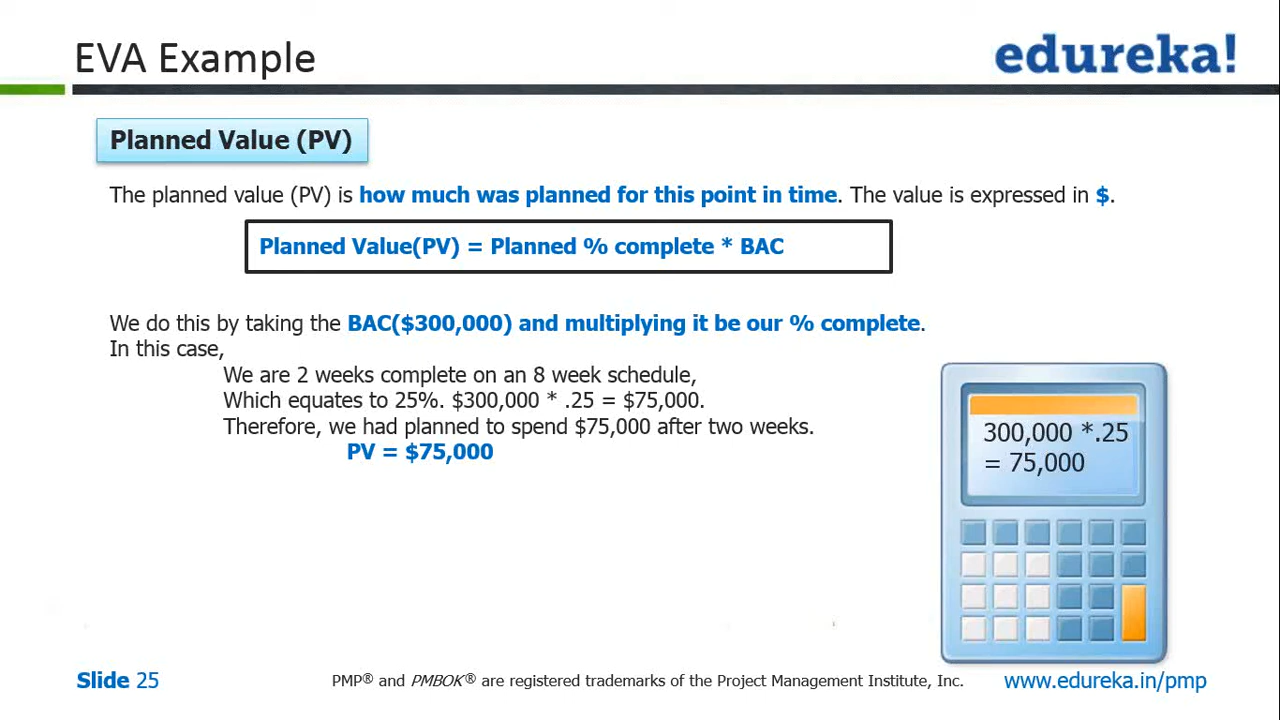 EVA Example
edureka!
Planned Value (PV)
The planned value (PV) is how much was planned for this point in time. The value is expressed in $.
Planned Value(PV) = Planned % complete * BAC
We do this by taking the BAC($300,000) and multiplying it be our % complete.
In this case,
We are 2 weeks complete on an 8 week schedule,
Which equates to 25%. $300,000 * .25 = $75,000.
Therefore, we had planned to spend $75,000 after two weeks.
PV = $75,000
300,000 *.25
= 75,000
Slide 25
PMP® and PMBOK® are registered trademarks of the Project Management Institute, Inc.
www.edureka.in/pmp